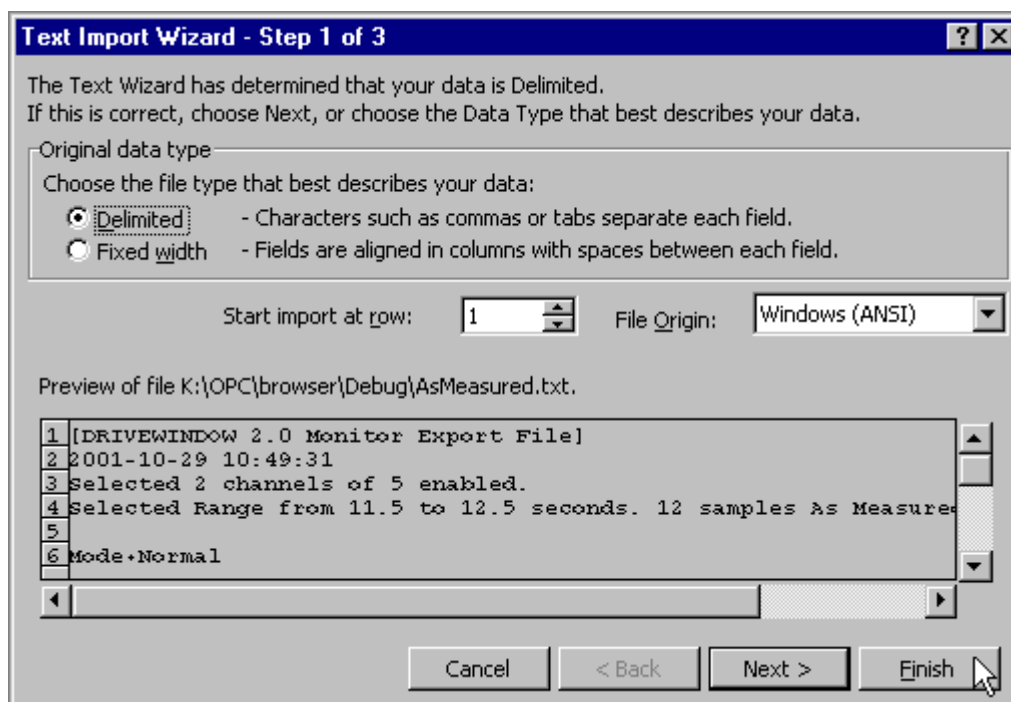 Text Import Wizard - Step 1 of 3
The Text Wizard has determined that your data is Delimited.
If this is correct, choose Next, or choose the Data Type that best describes your data.
Original data type
Choose the file type that best describes your data:
Delimited - Characters such as commas or tabs separate each field.
Fixed width - Fields are aligned in columns with spaces between each field.
Start import at row: 1 File Origin: Windows (ANSI)
Preview of file K:\OPC\browser\Debug\AsMeasured.txt.
1 [DRIVEWINDOW 2.0 Monitor Export File]
2 2001-10-29 10:49:31
3 Selected 2 channels of 5 enabled.
4 Selected Range from 11.5 to 12.5 seconds. 12 samples As Measured
5
6 Mode•Normal
Cancel < Back Next > Finish